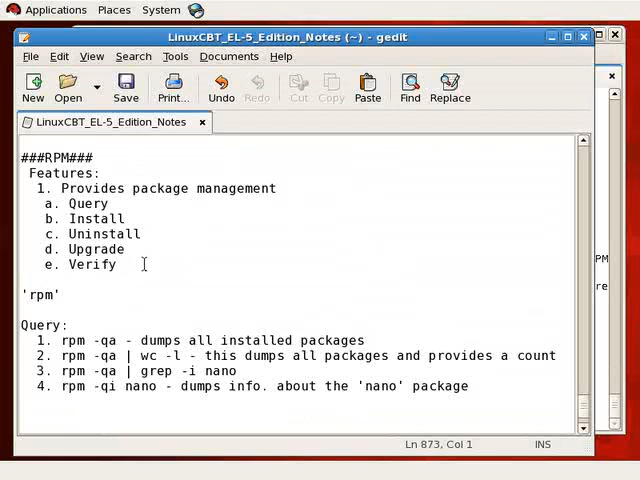 Applications Places System
LinuxCBT_EL-5_Edition_Notes (~) - gedit
File Edit View Search Tools Documents Help
New Open Save Print... Undo Redo Cut Copy Paste Find Replace
LinuxCBT_EL-5_Edition_Notes
###RPM###
Features:
1. Provides package management
a. Query
b. Install
c. Uninstall
d. Upgrade
e. Verify
PM
re
'rpm'
Query:
1. rpm -qa - dumps all installed packages
2. rpm -qa | wc -l - this dumps all packages and provides a count
3. rpm -qa | grep -i nano
4. rpm -qi nano - dumps info. about the 'nano' package
Ln 873, Col 1 INS